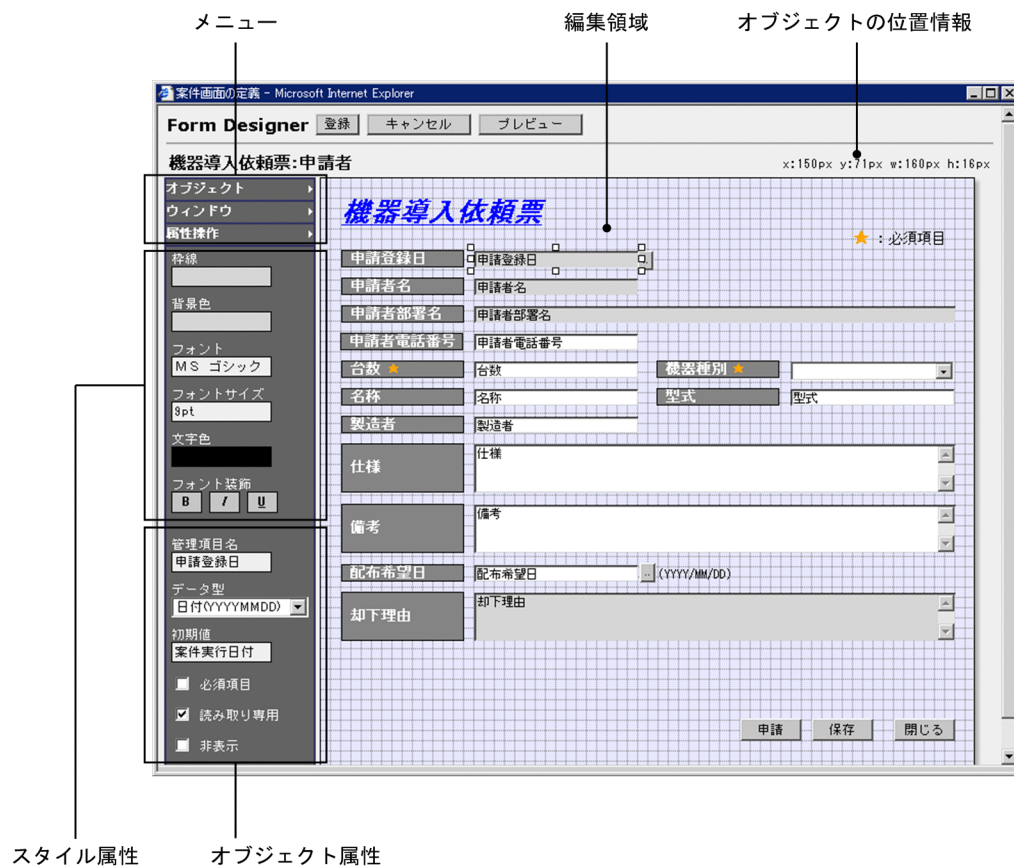 メニュー
編集領域
オブジェクトの位置情報
案件画面の定義 - Microsoft Internet Explorer
Form Designer 登録 キャンセル プレビュー
機器導入依頼票:申請者
x:150px y:71px w:160px h:16px
オブジェクト
ウィンドウ
属性操作
枠線
背景色
フォント
ＭＳ ゴシック
フォントサイズ
9pt
文字色
フォント装飾
B I U
管理項目名
申請登録日
データ型
日付(YYYYMMDD)
初期値
案件実行日付
必須項目
読み取り専用
非表示
機器導入依頼票
★：必須項目
申請登録日 申請登録日
申請者名 申請者名
申請者部署名 申請者部署名
申請者電話番号 申請者電話番号
台数★ 台数 機器種別★
名称 名称 型式 型式
製造者 製造者
仕様 仕様
備考 備考
配布希望日 配布希望日 .. (YYYY/MM/DD)
却下理由 却下理由
申請 保存 閉じる
スタイル属性
オブジェクト属性